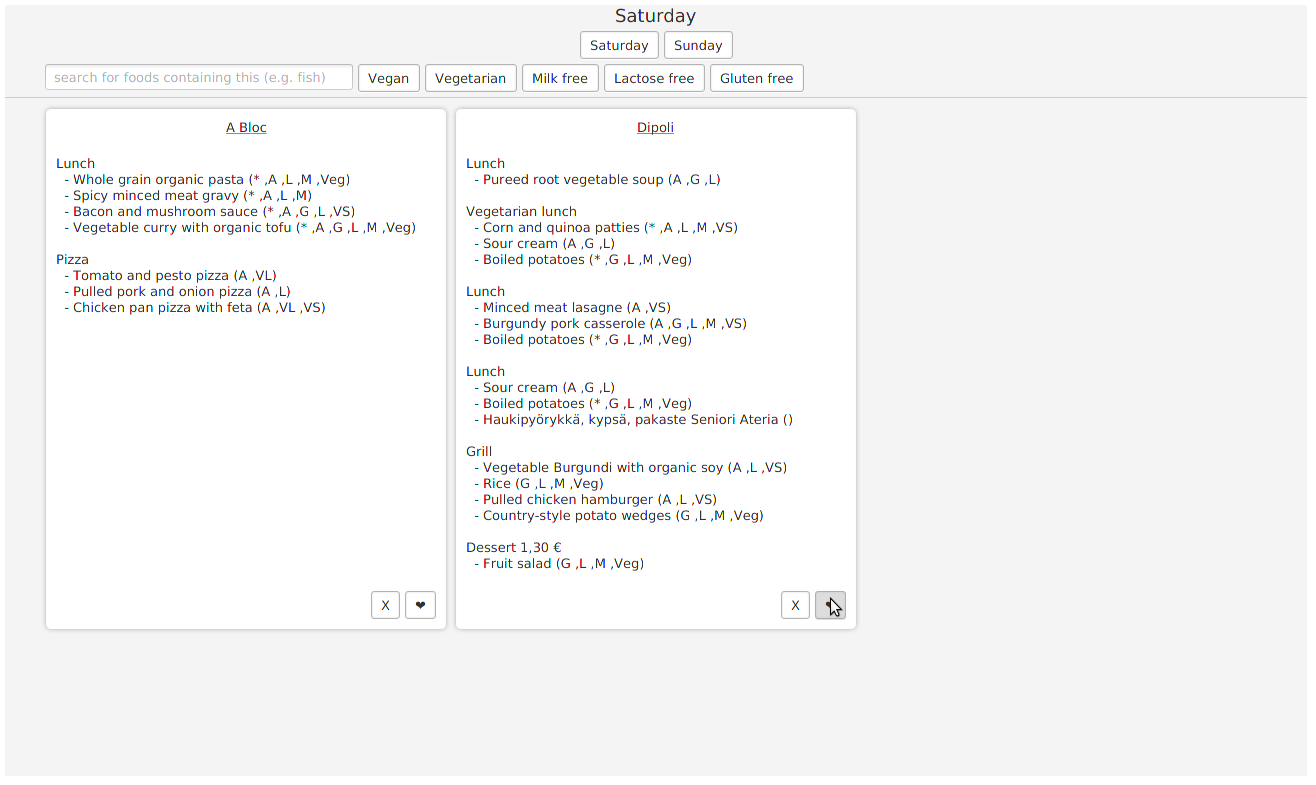 Saturday
Saturday Sunday
search for foods containing this (e.g. fish) Vegan Vegetarian Milk free Lactose free Gluten free
A Bloc
Lunch
- Whole grain organic pasta (* ,A ,L ,M ,Veg)
- Spicy minced meat gravy (* ,A ,L ,M)
- Bacon and mushroom sauce (* ,A ,G ,L ,VS)
- Vegetable curry with organic tofu (* ,A ,G ,L ,M ,Veg)
Pizza
- Tomato and pesto pizza (A ,VL)
- Pulled pork and onion pizza (A ,L)
- Chicken pan pizza with feta (A ,VL ,VS)
X ❤
Dipoli
Lunch
- Pureed root vegetable soup (A ,G ,L)
Vegetarian lunch
- Corn and quinoa patties (* ,A ,L ,M ,VS)
- Sour cream (A ,G ,L)
- Boiled potatoes (* ,G ,L ,M ,Veg)
Lunch
- Minced meat lasagne (A ,VS)
- Burgundy pork casserole (A ,G ,L ,M ,VS)
- Boiled potatoes (* ,G ,L ,M ,Veg)
Lunch
- Sour cream (A ,G ,L)
- Boiled potatoes (* ,G ,L ,M ,Veg)
- Haukipyörykkä, kypsä, pakaste Seniori Ateria ()
Grill
- Vegetable Burgundi with organic soy (A ,L ,VS)
- Rice (G ,L ,M ,Veg)
- Pulled chicken hamburger (A ,L ,VS)
- Country-style potato wedges (G ,L ,M ,Veg)
Dessert 1,30 €
- Fruit salad (G ,L ,M ,Veg)
X